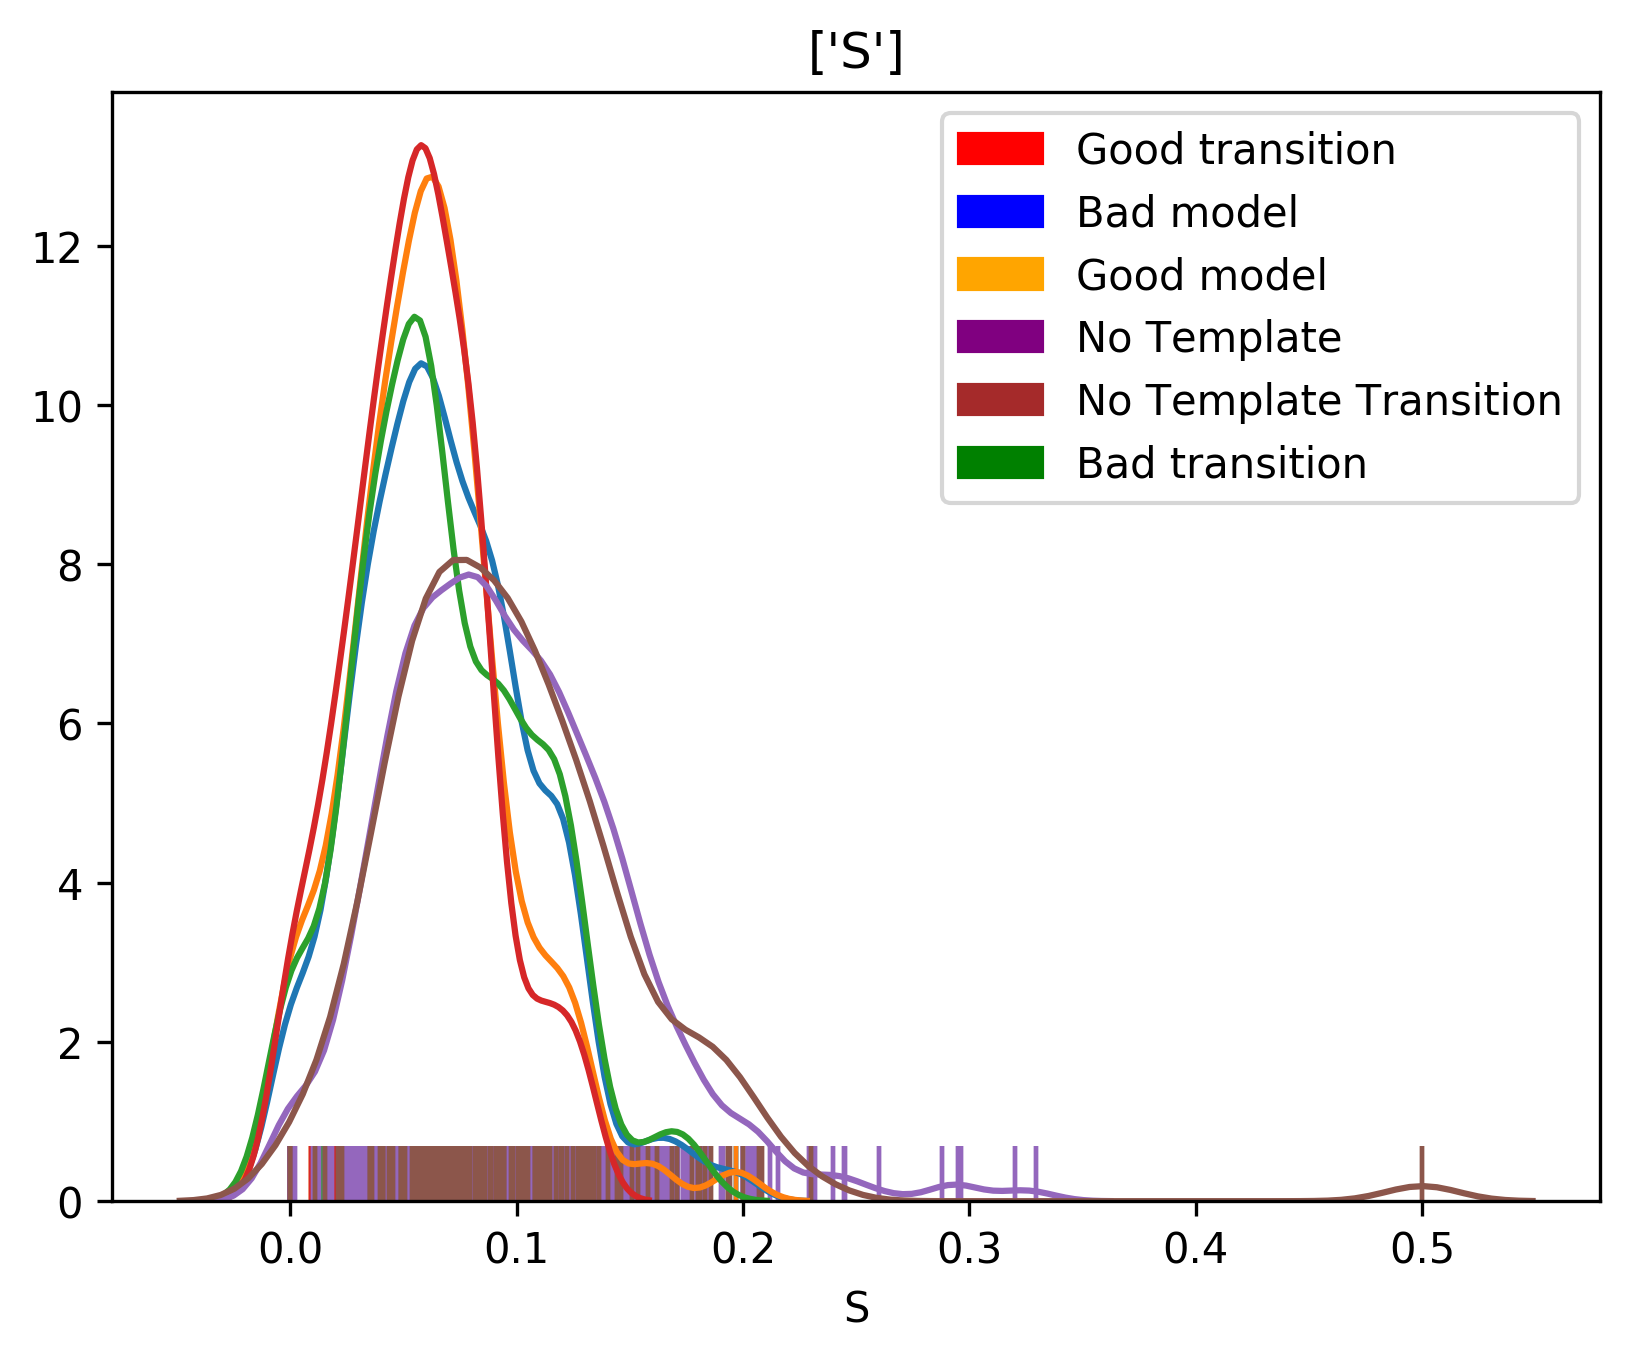 ['S']
Good transition
Bad model
Good model
No Template
No Template Transition
Bad transition
12
10
8
6
4
2
0
0.0 0.1 0.2 0.3 0.4 0.5
S